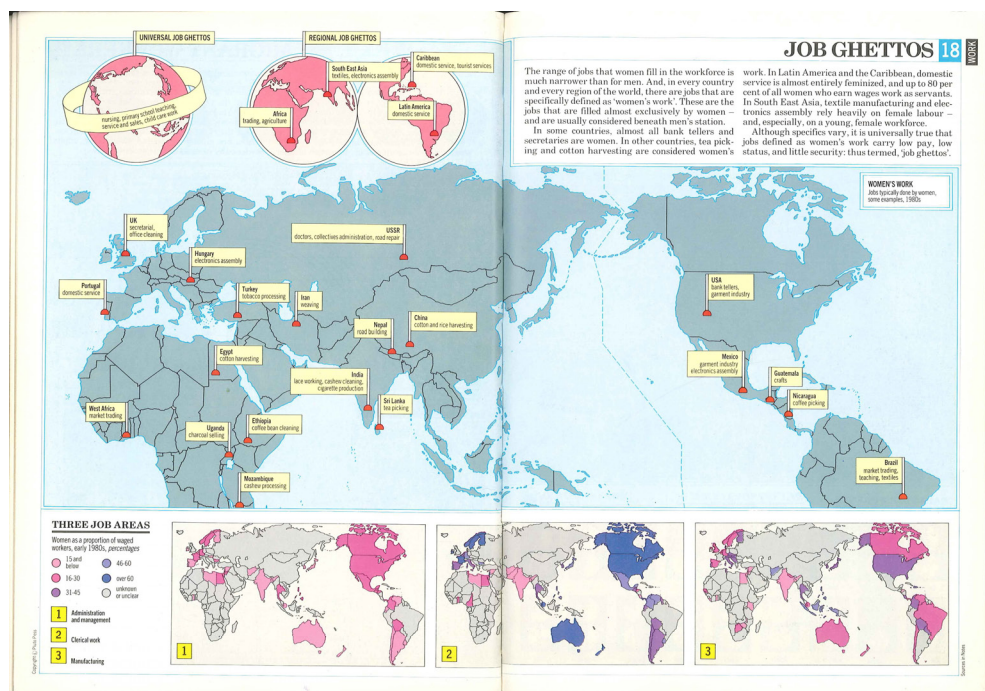 UNIVERSAL JOB GHETTOS
nursing, primary school teaching,
service and sales, child care work
REGIONAL JOB GHETTOS
South East Asia
textiles, electronics assembly
Africa
trading, agriculture
Caribbean
domestic service, tourist services
Latin America
domestic service
JOB GHETTOS 18
WORK
The range of jobs that women fill in the workforce is
much narrower than for men. And, in every country
and every region of the world, there are jobs that are
specifically defined as 'women's work'. These are the
jobs that are filled almost exclusively by women –
and are usually considered beneath men's station.
In some countries, almost all bank tellers and
secretaries are women. In other countries, tea pick-
ing and cotton harvesting are considered women's
work. In Latin America and the Caribbean, domestic
service is almost entirely feminized, and up to 80 per
cent of all women who earn wages work as servants.
In South East Asia, textile manufacturing and elec-
tronics assembly rely heavily on female labour –
and, especially, on a young, female workforce.
Although specifics vary, it is universally true that
jobs defined as women's work carry low pay, low
status, and little security: thus termed, 'job ghettos'.
WOMEN'S WORK
Jobs typically done by women,
some examples, 1980s
UK
secretarial,
office cleaning
USSR
doctors, collectives administration, road repair
Hungary
electronics assembly
Portugal
domestic service
Turkey
tobacco processing
Iran
weaving
Nepal
road building
China
cotton and rice harvesting
Egypt
cotton harvesting
India
lace working, cashew cleaning,
cigarette production
Sri Lanka
tea picking
West Africa
market trading
Uganda
charcoal selling
Ethiopia
coffee bean cleaning
Mozambique
cashew processing
USA
bank tellers,
garment industry
Mexico
garment industry
electronics assembly
Guatemala
crafts
Nicaragua
coffee picking
Brazil
market trading,
teaching, textiles
THREE JOB AREAS
Women as a proportion of waged
workers, early 1980s, percentages
15 and
below
16-30
31-45
46-60
over 60
unknown
or unclear
1 Administration
and management
2 Clerical work
3 Manufacturing
1
2
3
Copyright © Pluto Press
Sources in Notes